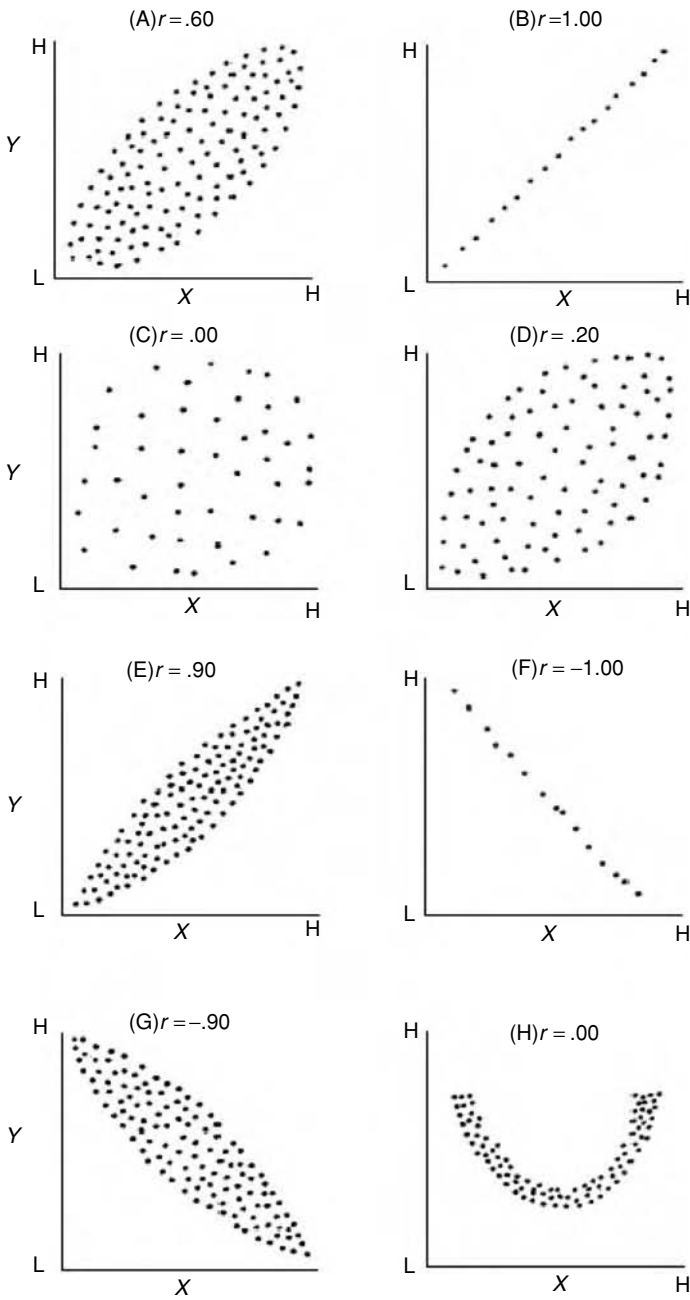 (A) r = .60
(B) r = 1.00
H
H
Y
L
X
H
L
X
H
(C) r = .00
(D) r = .20
H
H
Y
L
X
H
L
X
H
(E) r = .90
(F) r = −1.00
H
H
Y
L
X
H
L
X
H
(G) r = −.90
(H) r = .00
H
H
Y
L
X
L
X
H